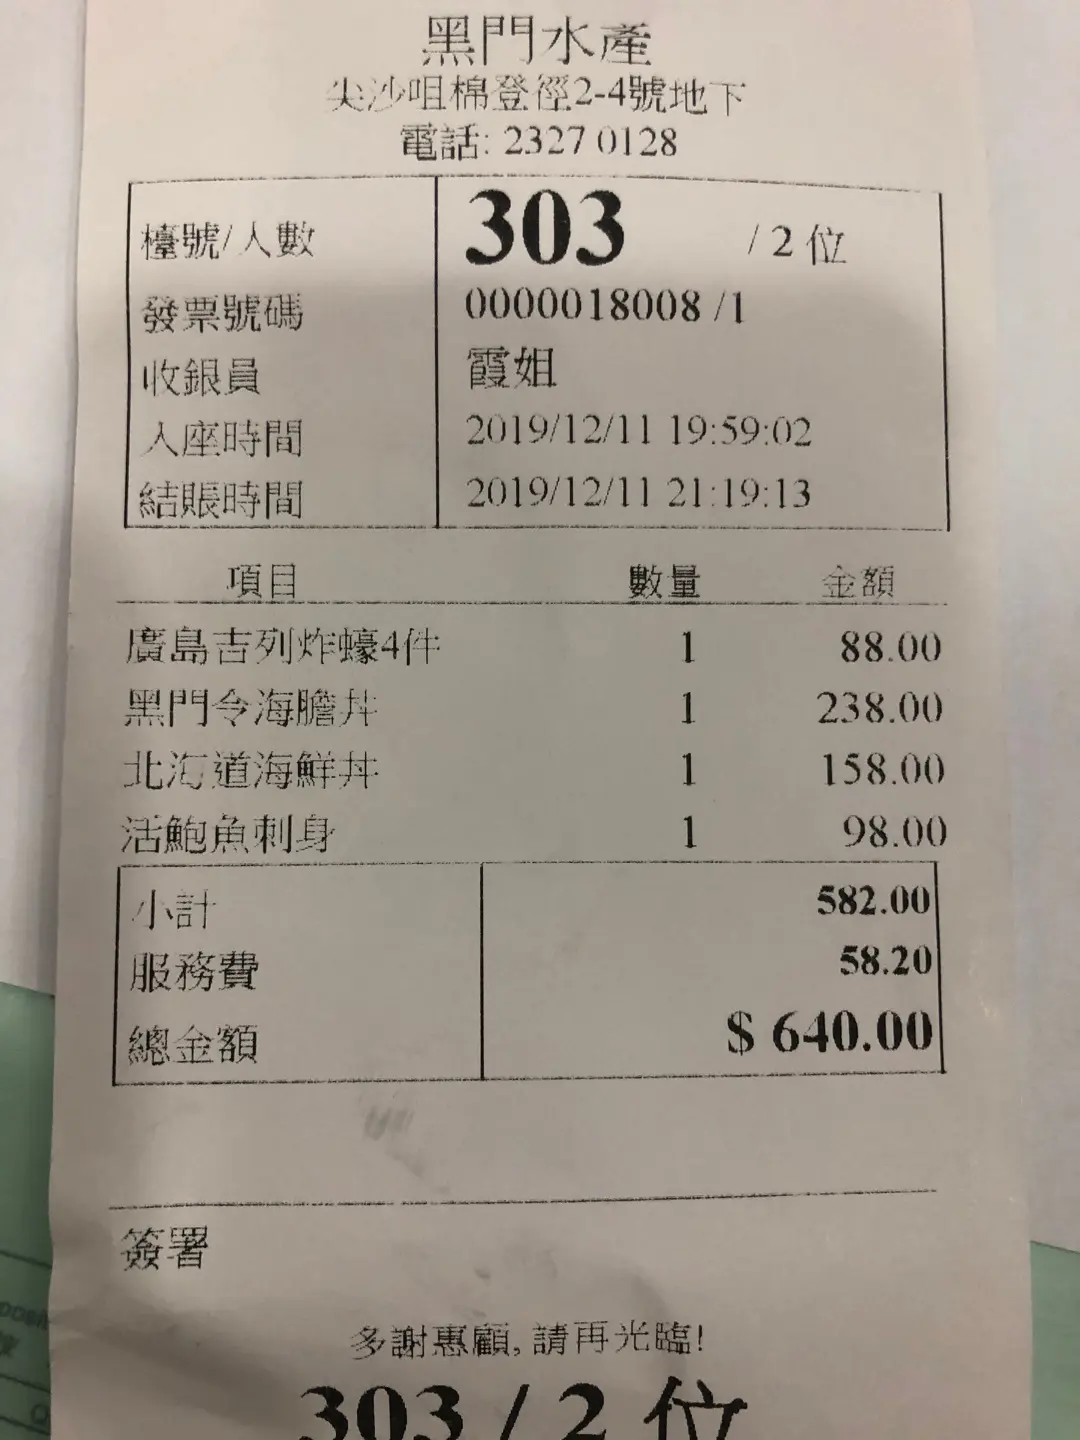 黑門水產
尖沙咀棉登徑2-4號地下
電話: 2327 0128
檯號/人數 303 / 2 位
發票號碼 0000018008 /1
收銀員 霞姐
入座時間 2019/12/11 19:59:02
結賬時間 2019/12/11 21:19:13
項目 數量 金額
廣島吉列炸蠔4件 1 88.00
黑門令海膽丼 1 238.00
北海道海鮮丼 1 158.00
活鮑魚刺身 1 98.00
小計 582.00
服務費 58.20
總金額 $ 640.00
簽署
多謝惠顧, 請再光臨!
303 / 2 位